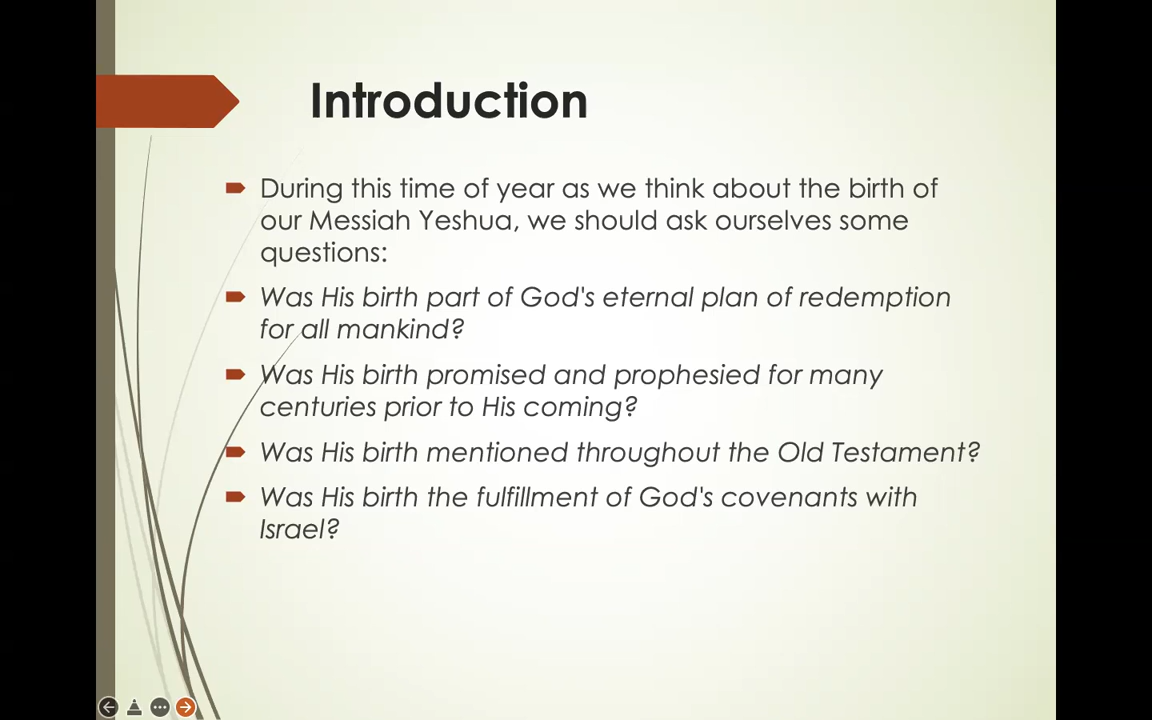 Introduction
During this time of year as we think about the birth of
our Messiah Yeshua, we should ask ourselves some
questions:
Was His birth part of God's eternal plan of redemption
for all mankind?
Was His birth promised and prophesied for many
centuries prior to His coming?
Was His birth mentioned throughout the Old Testament?
Was His birth the fulfillment of God's covenants with
Israel?